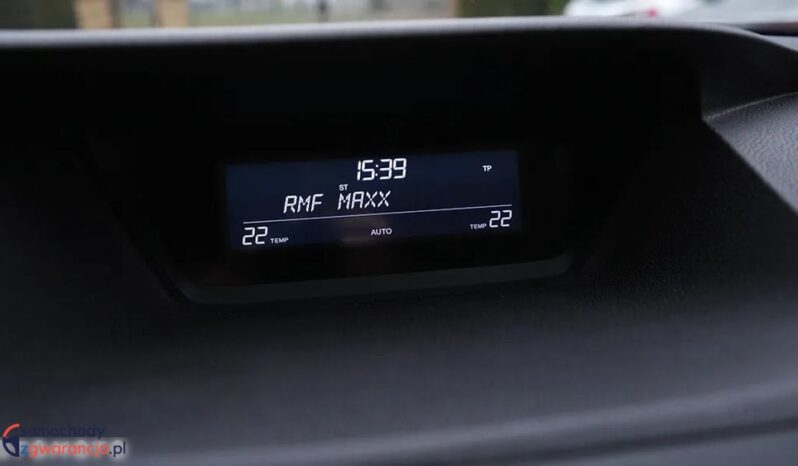 15:39
TP
ST
RMF MAXX
22 TEMP AUTO TEMP 22
samochody
zgwarancja.pl